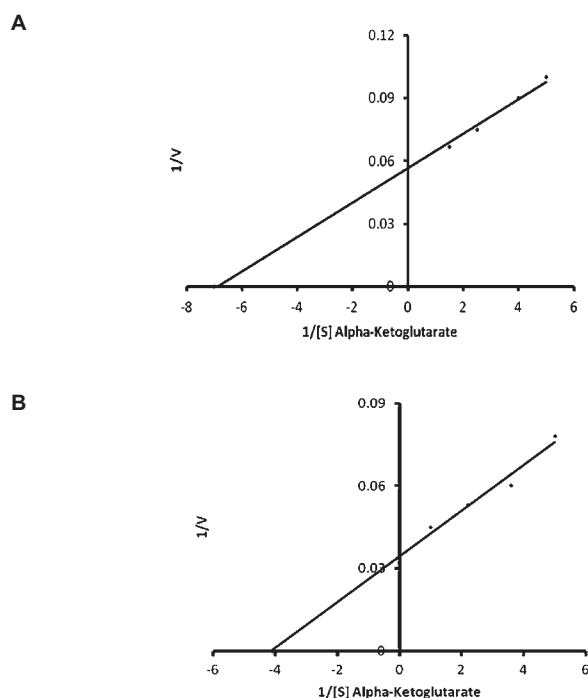 A
0.12
0.09
0.06
0.03
0
-8 -6 -4 -2 0 2 4 6
1/V
1/[S] Alpha-Ketoglutarate
B
0.09
0.06
0.03
0
-6 -4 -2 0 2 4 6
1/V
1/[S] Alpha-Ketoglutarate